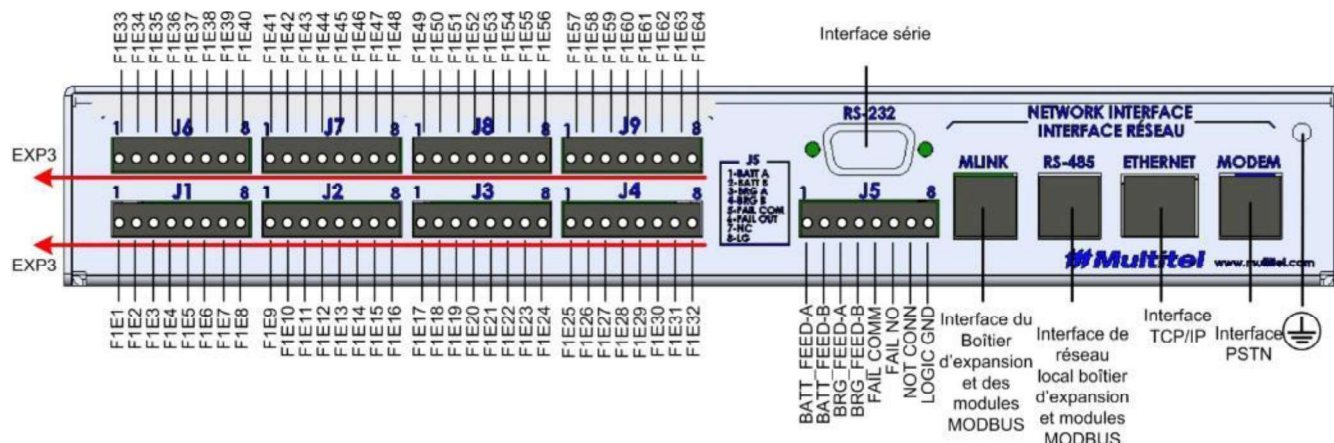 F1E33
F1E34
F1E35
F1E36
F1E37
F1E38
F1E39
F1E40
F1E41
F1E42
F1E43
F1E44
F1E45
F1E46
F1E47
F1E48
F1E49
F1E50
F1E51
F1E52
F1E53
F1E54
F1E55
F1E56
F1E57
F1E58
F1E59
F1E60
F1E61
F1E62
F1E63
F1E64
Interface série
1 J6 8
1 J7 8
1 J8 8
1 J9 8
RS-232
NETWORK INTERFACE
INTERFACE RÉSEAU
EXP3
MLINK
RS-485
ETHERNET
MODEM
1 J1 8
1 J2 8
1 J3 8
1 J4 8
J5
1-BATT A
2-BATT B
3-BRG A
4-BRG B
5-FAIL COM
6-FAIL OUT
7-NC
8-LG
1 J5 8
EXP3
Multitel
www.multitel.com
F1E1
F1E2
F1E3
F1E4
F1E5
F1E6
F1E7
F1E8
F1E9
F1E10
F1E11
F1E12
F1E13
F1E14
F1E15
F1E16
F1E17
F1E18
F1E19
F1E20
F1E21
F1E22
F1E23
F1E24
F1E25
F1E26
F1E27
F1E28
F1E29
F1E30
F1E31
F1E32
BATT_FEED-A
BATT_FEED-B
BRG_FEED-A
BRG_FEED-B
FAIL COMM
FAIL NO
NOT CONN
LOGIC GND
Interface du
Boîtier
d'expansion
et des
modules
MODBUS
Interface de
réseau
local boîtier
d'expansion
et modules
MODBUS
Interface
TCP/IP
Interface
PSTN